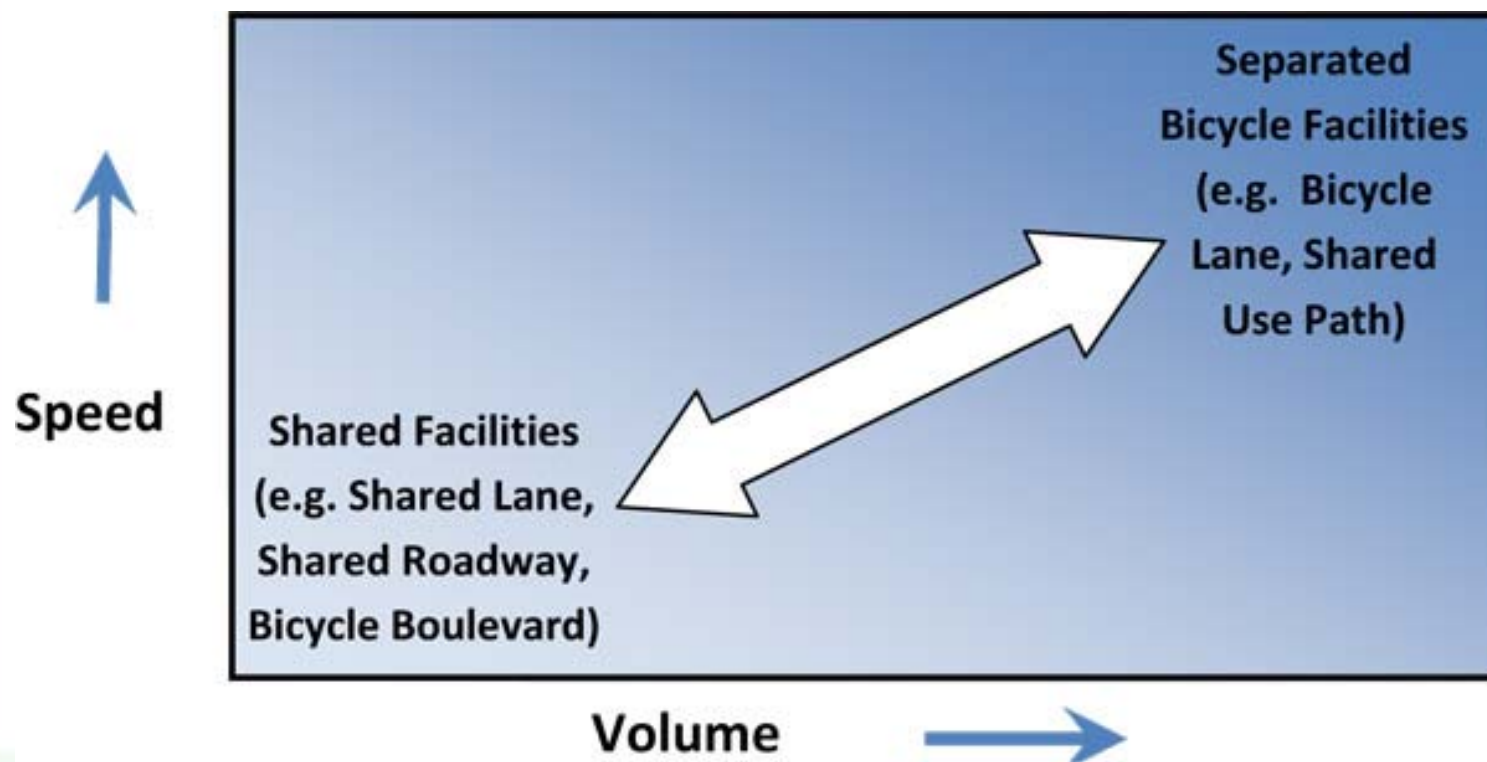 Separated
Bicycle Facilities
(e.g. Bicycle
Lane, Shared
Use Path)
Speed
Shared Facilities
(e.g. Shared Lane,
Shared Roadway,
Bicycle Boulevard)
Volume